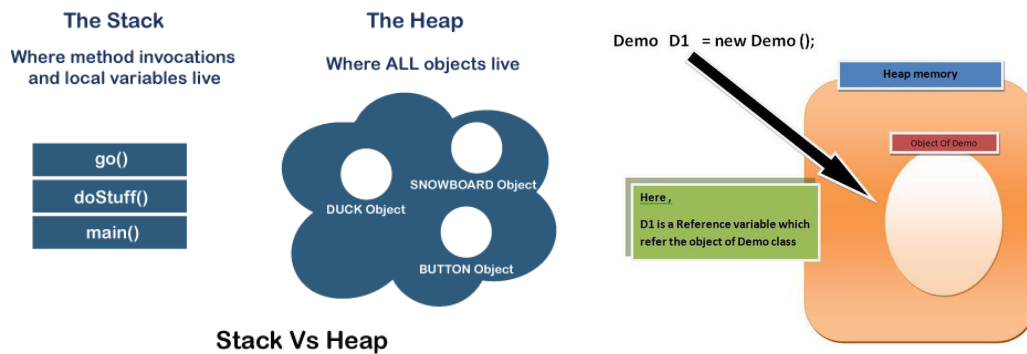 The Stack
Where method invocations
and local variables live
go()
doStuff()
main()
The Heap
Where ALL objects live
DUCK Object
SNOWBOARD Object
BUTTON Object
Stack Vs Heap
Demo D1 = new Demo ();
Heap memory
Object Of Demo
Here ,
D1 is a Reference variable which
refer the object of Demo class